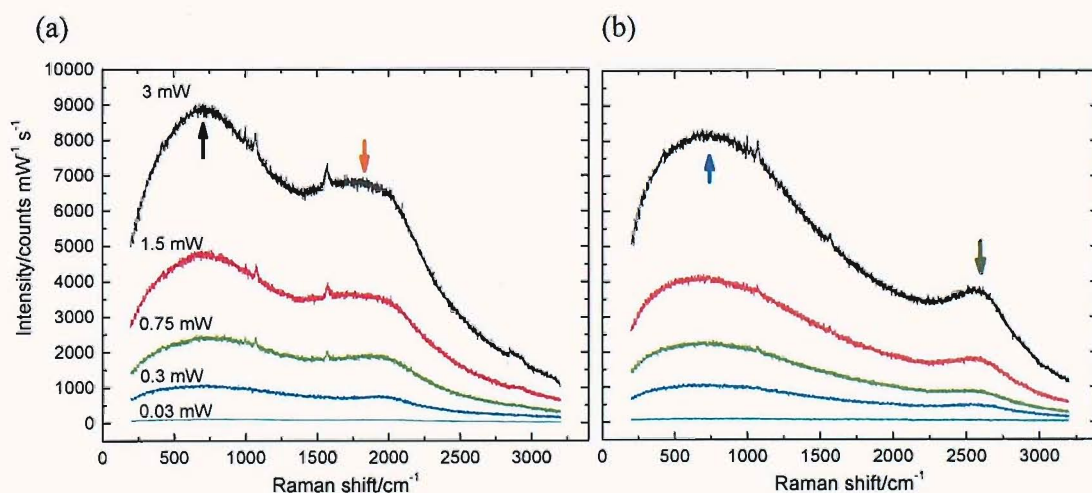 (a)
(b)
Intensity/counts mW⁻¹ s⁻¹
10000
9000
8000
7000
6000
5000
4000
3000
2000
1000
0
3 mW
1.5 mW
0.75 mW
0.3 mW
0.03 mW
0 500 1000 1500 2000 2500 3000
0 500 1000 1500 2000 2500 3000
Raman shift/cm⁻¹
Raman shift/cm⁻¹